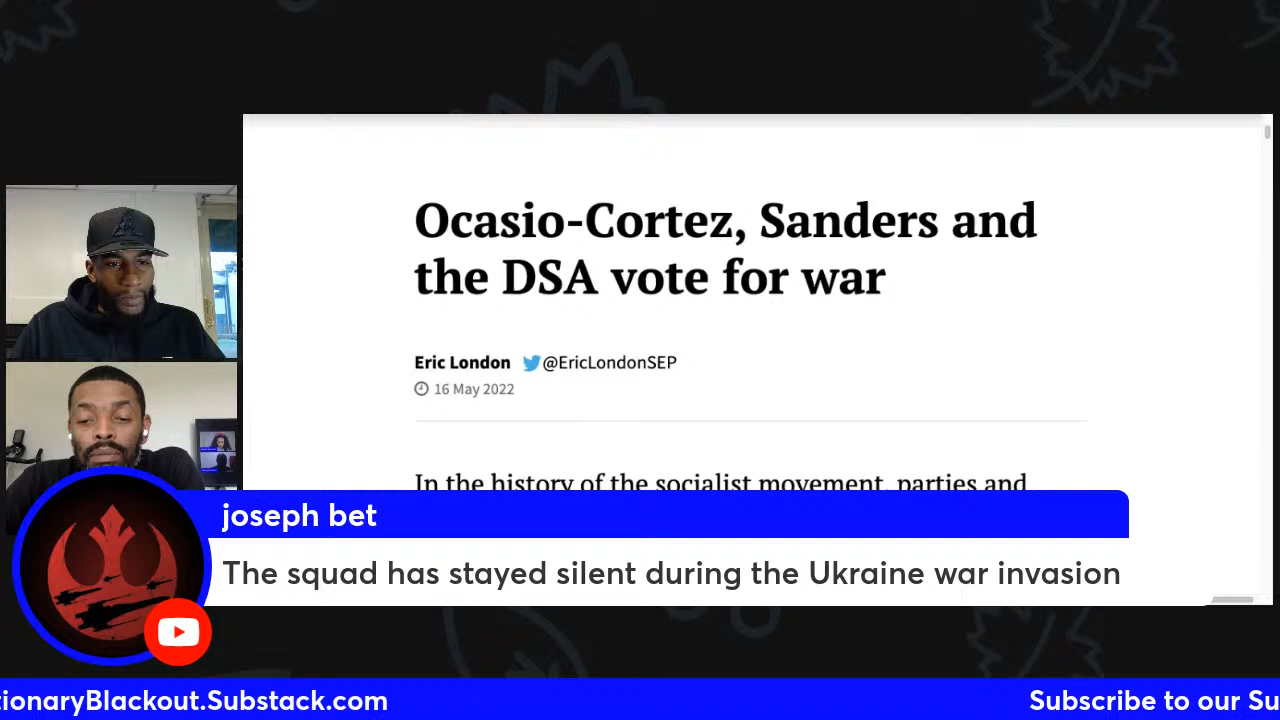 Ocasio-Cortez, Sanders and
the DSA vote for war
Eric London @EricLondonSEP
16 May 2022
In the history of the socialist movement, parties and
joseph bet
The squad has stayed silent during the Ukraine war invasion
tionaryBlackout.Substack.com
Subscribe to our Su